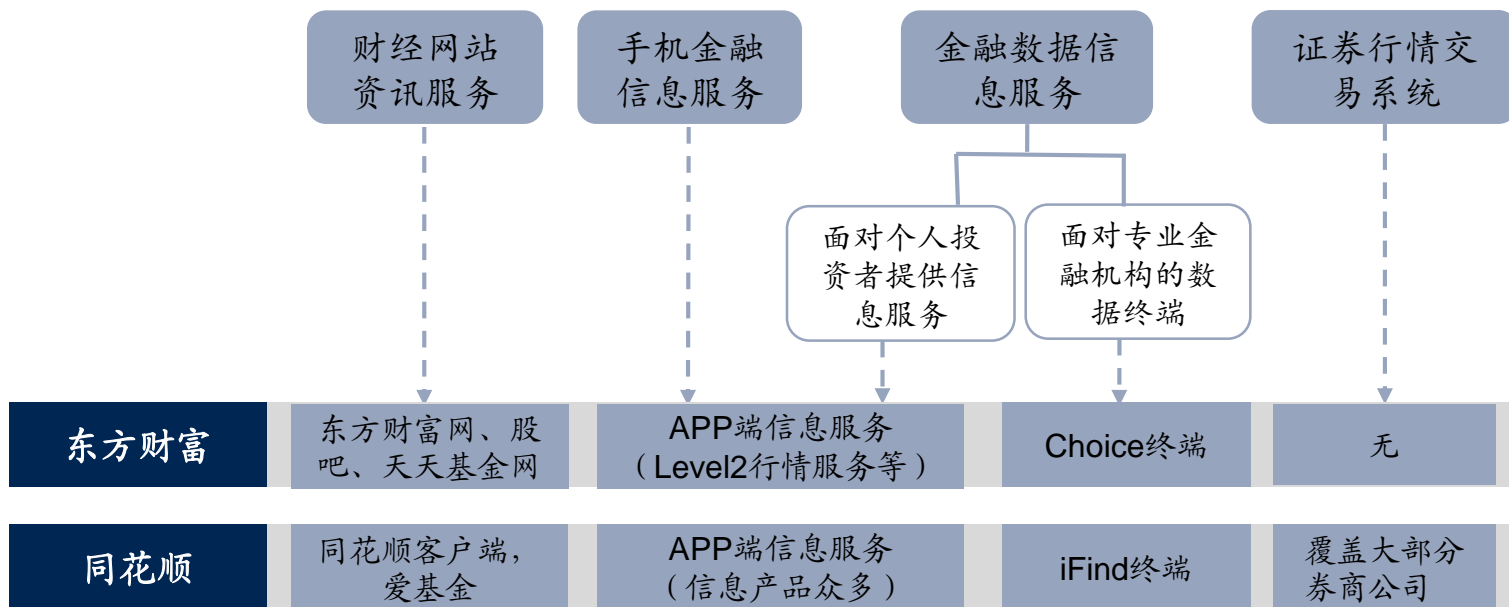 财经网站
资讯服务
手机金融
信息服务
金融数据信
息服务
证券行情交
易系统
面对个人投
资者提供信
息服务
面对专业金
融机构的数
据终端
东方财富
东方财富网、股
吧、天天基金网
APP端信息服务
（Level2行情服务等）
Choice终端
无
同花顺
同花顺客户端，
爱基金
APP端信息服务
（信息产品众多）
iFind终端
覆盖大部分
券商公司